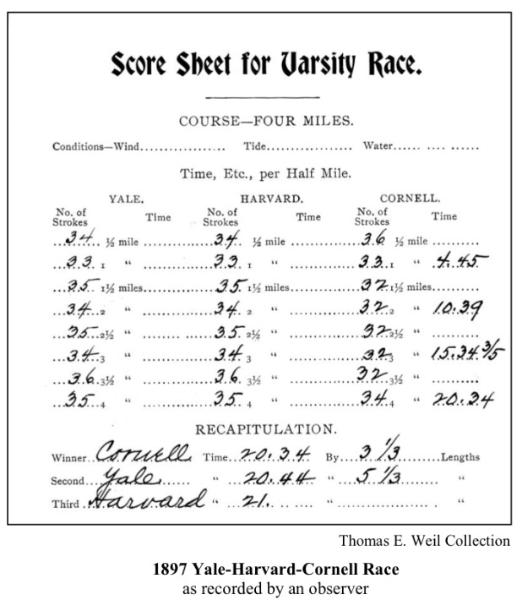 Score Sheet for Varsity Race.
COURSE—FOUR MILES.
Conditions—Wind.................. Tide.................. Water...... ... ......
Time, Etc., per Half Mile.
YALE. HARVARD. CORNELL.
No. of Strokes Time No. of Strokes Time No. of Strokes Time
34 ½ mile 34 ½ mile 36 ½ mile
33 1 " 33 1 " 33 1 " 4.45
35 1½ miles 35 1½ miles 32 1½ miles
34 2 " 34 2 " 32 2 " 10.39
35 2½ " 35 2½ " 32 2½ "
34 3 " 34 3 " 32 3 " 15.34 3/5
36 3½ " 36 3½ " 32 3½ "
35 4 " 35 4 " 34 4 " 20.34
RECAPITULATION.
Winner Cornell Time 20.34 By 3 1/3 Lengths
Second Yale " 20.44 " 5 1/3 "
Third Harvard " 21. " "
Thomas E. Weil Collection
1897 Yale-Harvard-Cornell Race
as recorded by an observer